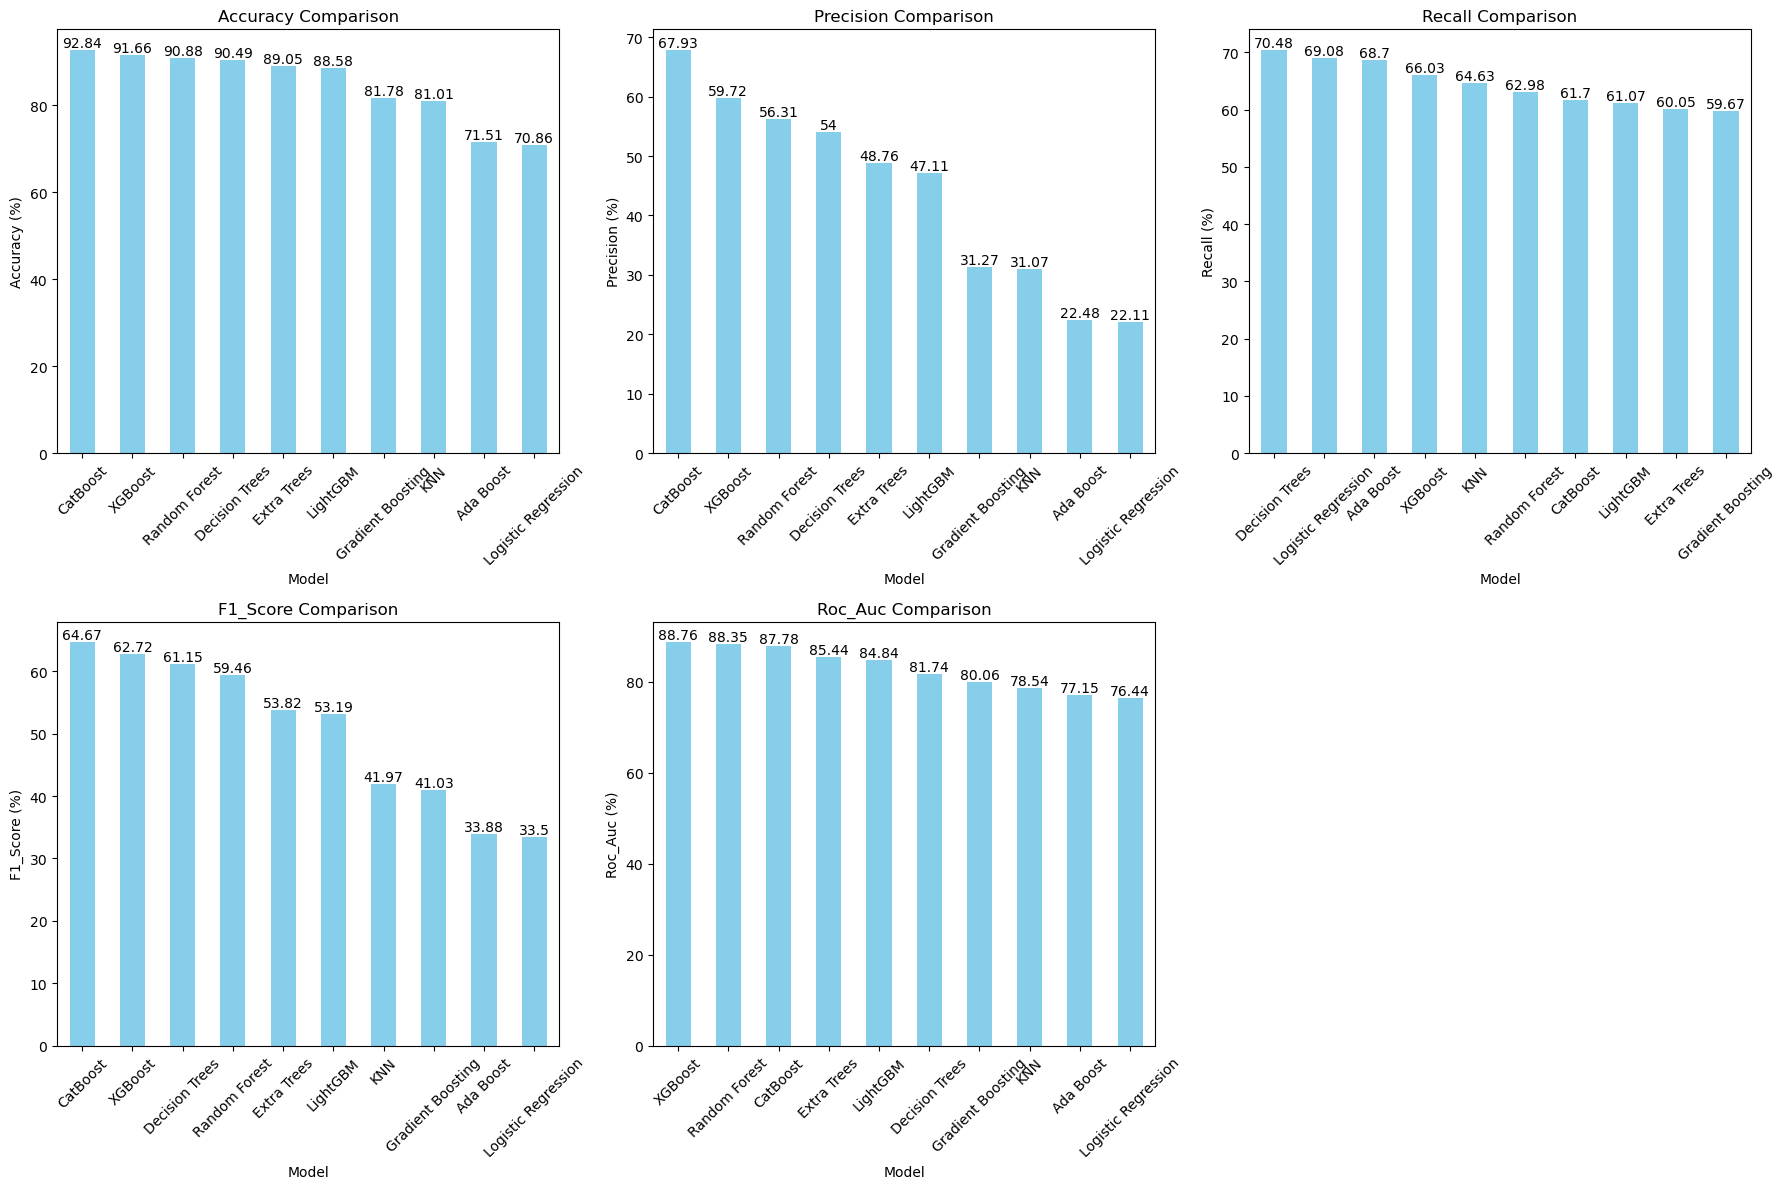 Accuracy Comparison
92.84 91.66 90.88 90.49 89.05 88.58 81.78 81.01 71.51 70.86
80
60
40
20
0
Accuracy (%)
CatBoost XGBoost Random Forest Decision Trees Extra Trees LightGBM Gradient Boosting KNN Ada Boost Logistic Regression
Model
Precision Comparison
67.93 59.72 56.31 54 48.76 47.11 31.27 31.07 22.48 22.11
70
60
50
40
30
20
10
0
Precision (%)
CatBoost XGBoost Random Forest Decision Trees Extra Trees LightGBM Gradient Boosting KNN Ada Boost Logistic Regression
Model
Recall Comparison
70.48 69.08 68.7 66.03 64.63 62.98 61.7 61.07 60.05 59.67
70
60
50
40
30
20
10
0
Recall (%)
Decision Trees Logistic Regression Ada Boost XGBoost KNN Random Forest CatBoost LightGBM Extra Trees Gradient Boosting
Model
F1_Score Comparison
64.67 62.72 61.15 59.46 53.82 53.19 41.97 41.03 33.88 33.5
60
50
40
30
20
10
0
F1_Score (%)
CatBoost XGBoost Decision Trees Random Forest Extra Trees LightGBM KNN Gradient Boosting Ada Boost Logistic Regression
Model
Roc_Auc Comparison
88.76 88.35 87.78 85.44 84.84 81.74 80.06 78.54 77.15 76.44
80
60
40
20
0
Roc_Auc (%)
XGBoost Random Forest CatBoost Extra Trees LightGBM Decision Trees Gradient Boosting KNN Ada Boost Logistic Regression
Model